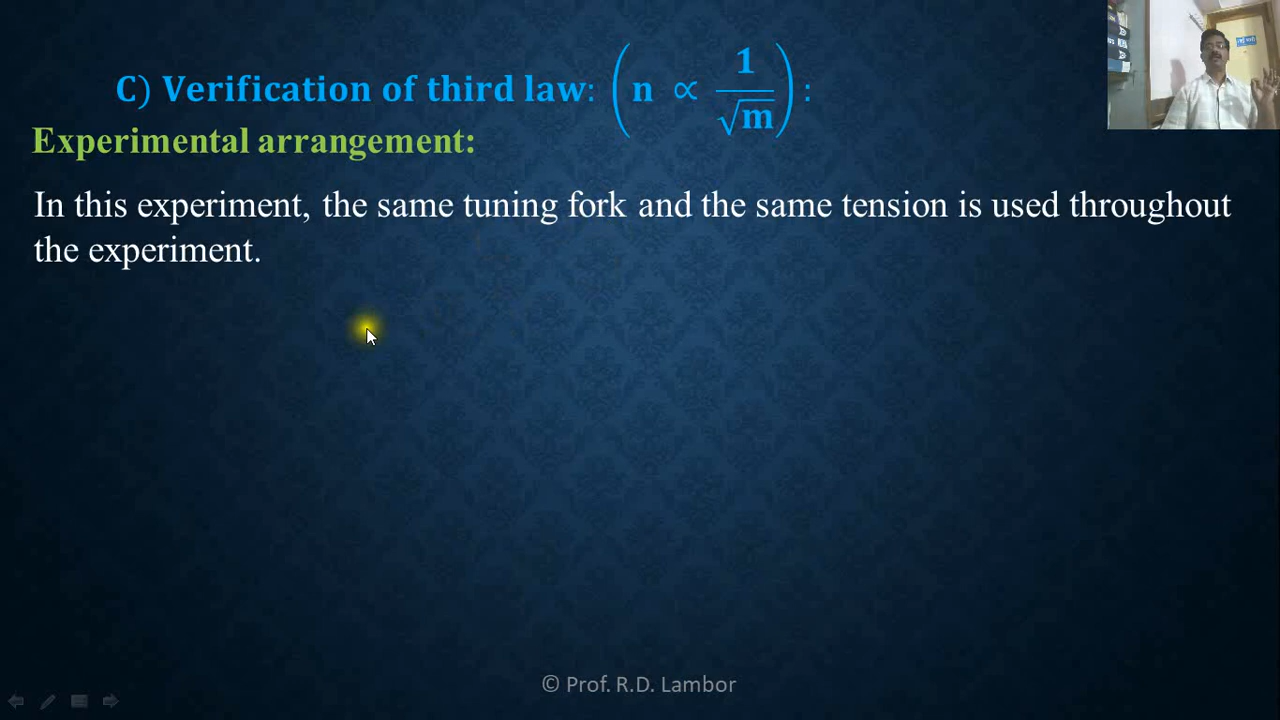 C) Verification of third law: (n ∝ 1/√m) :
Experimental arrangement:
In this experiment, the same tuning fork and the same tension is used throughout
the experiment.
© Prof. R.D. Lambor